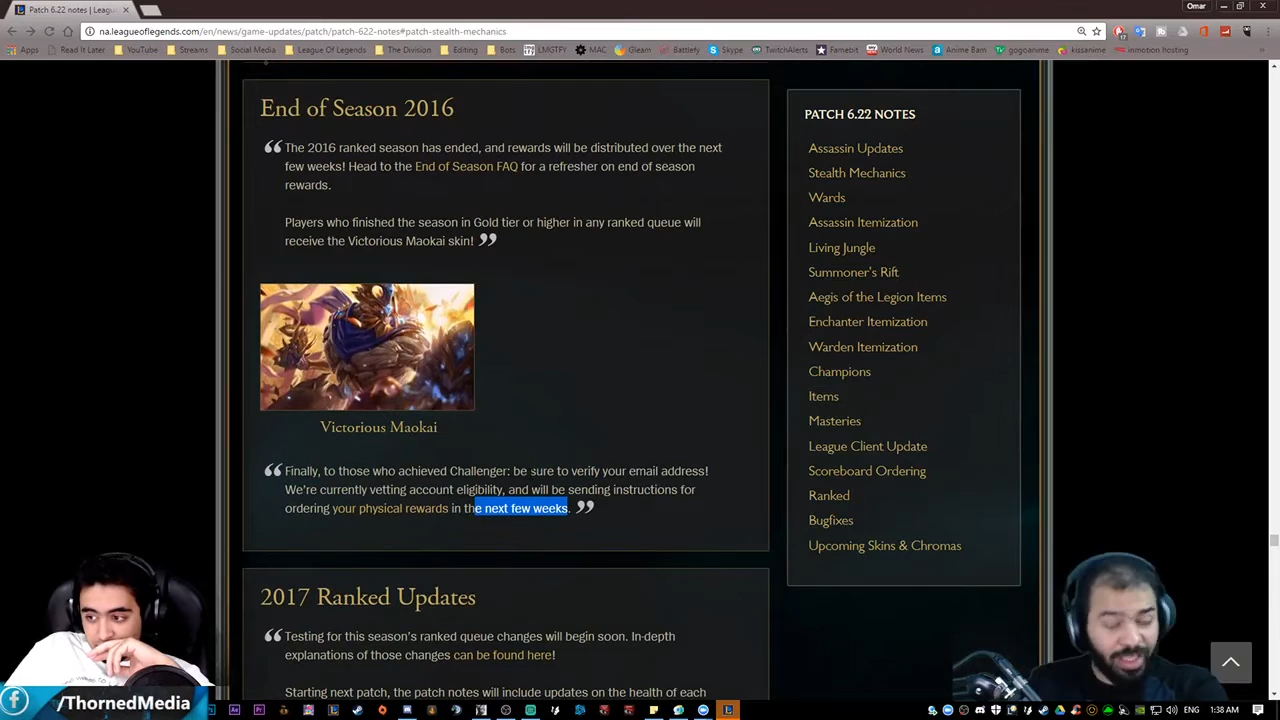 Patch 6.22 notes | Leagu
Omar
na.leagueoflegends.com/en/news/game-updates/patch/patch-622-notes#patch-stealth-mechanics
Apps Read It Later YouTube Streams Social Media League Of Legends The Division Editing Bots LMGTFY MAC Gleam Battlefy Skype TwitchAlerts Famebit World News Anime Bam gogoanime kissanime inmotion hosting
End of Season 2016
The 2016 ranked season has ended, and rewards will be distributed over the next
few weeks! Head to the End of Season FAQ for a refresher on end of season
rewards.
Players who finished the season in Gold tier or higher in any ranked queue will
receive the Victorious Maokai skin!
Victorious Maokai
Finally, to those who achieved Challenger: be sure to verify your email address!
We're currently vetting account eligibility, and will be sending instructions for
ordering your physical rewards in the next few weeks.
2017 Ranked Updates
Testing for this season's ranked queue changes will begin soon. In-depth
explanations of those changes can be found here!
Starting next patch, the patch notes will include updates on the health of each
PATCH 6.22 NOTES
Assassin Updates
Stealth Mechanics
Wards
Assassin Itemization
Living Jungle
Summoner's Rift
Aegis of the Legion Items
Enchanter Itemization
Warden Itemization
Champions
Items
Masteries
League Client Update
Scoreboard Ordering
Ranked
Bugfixes
Upcoming Skins & Chromas
/ThornedMedia
ENG
1:38 AM